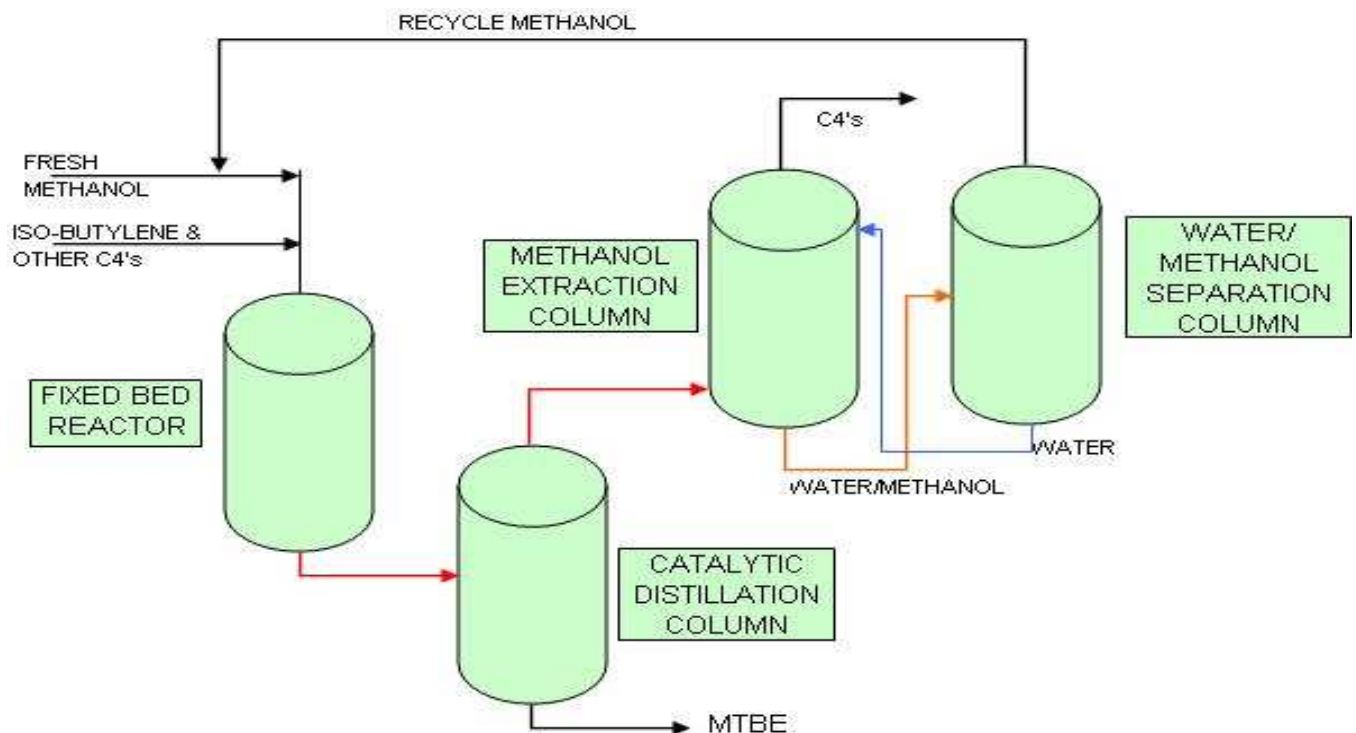 RECYCLE METHANOL
C4's
FRESH
METHANOL
ISO-BUTYLENE &
OTHER C4's
METHANOL
EXTRACTION
COLUMN
WATER/
METHANOL
SEPARATION
COLUMN
FIXED BED
REACTOR
WATER
WATER/METHANOL
CATALYTIC
DISTILLATION
COLUMN
MTBE